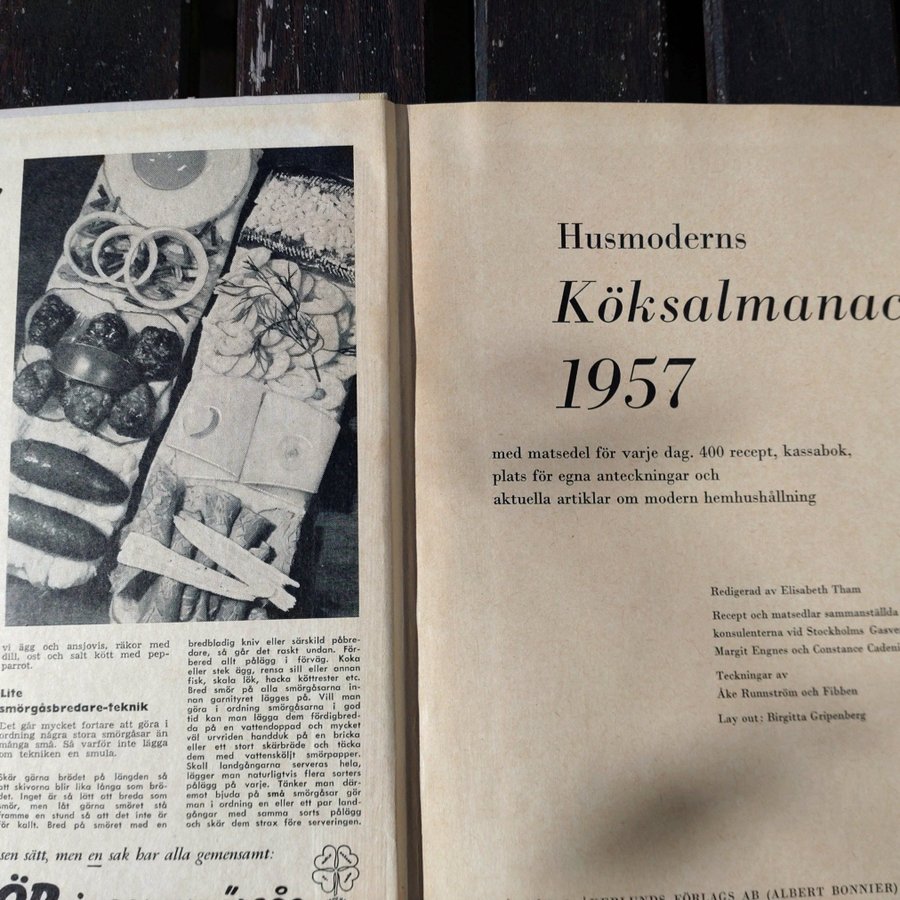 vi ägg och ansjovis, räkor med
dill, ost och salt kött med pep-
parrot.
Lite
smörgåsbredare-teknik
Det går mycket fortare att göra i
ordning några stora smörgåsar än
många små. Så varför inte lägga
om tekniken en smula.
Skär gärna brödet på längden så
att skivorna blir lika långa som brö-
det. Inget är så lätt att breda som
smör, men låt gärna smöret stå
framme en stund så att det inte är
för kallt. Bred på smöret med en
bredbladig kniv eller särskild påbre-
dare, så går det raskt undan. För-
bered allt pålägg i förväg. Koka
eller stek ägg, rensa sill eller annan
fisk, skala lök, hacka köttrester etc.
Bred smör på alla smörgåsarna in-
nan garnityret lägges på. Vill man
göra i ordning smörgåsarna i god
tid kan man lägga dem färdigbred-
da på en vattendoppad och mycket
väl urvriden handduk på en bricka
eller ett stort skärbräde och täcka
dem med vattensköljt smörpapper.
Skall landgångarna serveras hela,
lägger man naturligtvis flera sorters
pålägg på varje. Tänker man där-
emot bjuda på små smörgåsar gör
man i ordning en eller ett par land-
gångar med samma sorts pålägg
och skär dem strax före serveringen.
sen sätt, men en sak har alla gemensamt:
Husmoderns
Köksalmanac
1957
med matsedel för varje dag. 400 recept, kassabok,
plats för egna anteckningar och
aktuella artiklar om modern hemhushållning
Redigerad av Elisabeth Tham
Recept och matsedlar sammanställda
konsulenterna vid Stockholms Gasve
Margit Engnes och Constance Cadeni
Teckningar av
Åke Runnström och Fibben
Lay out: Birgitta Gripenberg
ERLUNDS FÖRLAGS AB (ALBERT BONNIER)